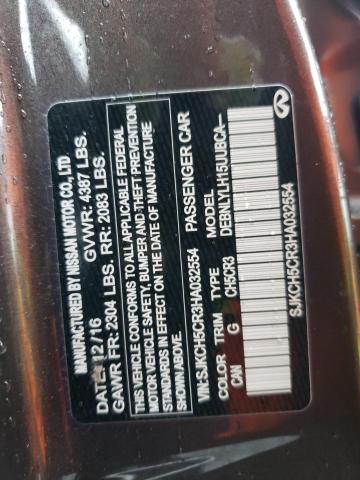 MANUFACTURED BY NISSAN MOTOR CO., LTD
DATE: 12/16 GVWR: 4387 LBS.
GAWR FR: 2304 LBS. RR: 2083 LBS.
THIS VEHICLE CONFORMS TO ALL APPLICABLE FEDERAL
MOTOR VEHICLE SAFETY, BUMPER AND THEFT PREVENTION
STANDARDS IN EFFECT ON THE DATE OF MANUFACTURE
SHOWN ABOVE.
VIN: SJKCH5CR3HA032554 PASSENGER CAR
COLOR TRIM TYPE MODEL
CAN G CH5CR3 DEBNLYLH15UUBCA--
SJKCH5CR3HA032554